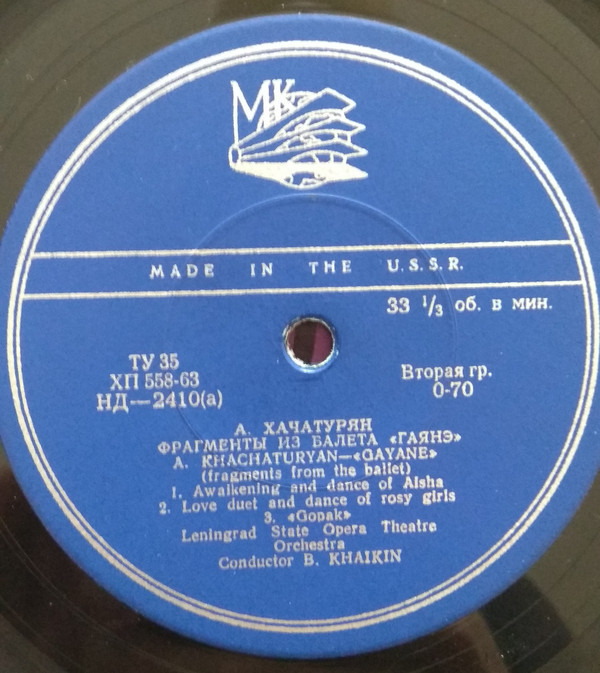 МК
MADE IN THE U.S.S.R.
33 1/3 об. в мин.
ТУ 35
ХП 558-63
НД—2410(а)
Вторая гр.
0-70
А. ХАЧАТУРЯН
ФРАГМЕНТЫ ИЗ БАЛЕТА «ГАЯНЭ»
A. KHACHATURYAN—«GAYANE»
(fragments from the ballet)
1. Awaikening and dance of Aisha
2. Love duet and dance of rosy girls
3. «Gopak»
Leningrad State Opera Theatre
Orchestra
Conductor B. KHAIKIN